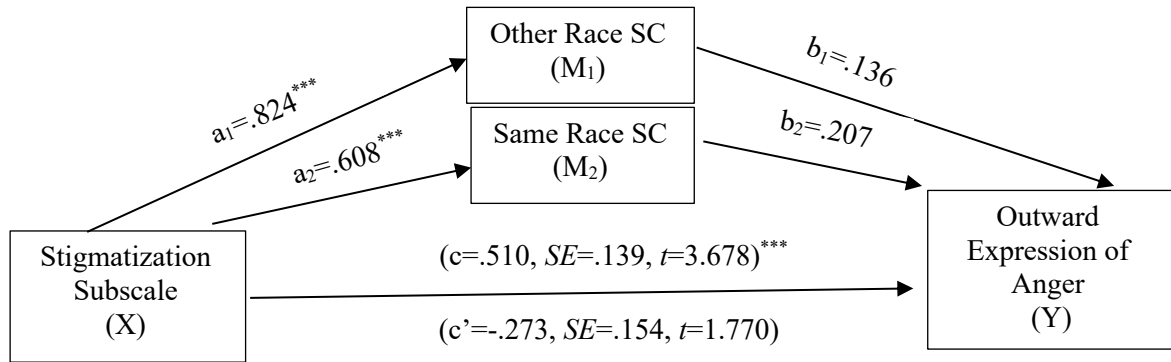 Other Race SC
(M₁)
b₁=.136
a₁=.824***
Same Race SC
(M₂)
b₂=.207
a₂=.608***
Stigmatization
Subscale
(X)
(c=.510, SE=.139, t=3.678)***
(c’=-.273, SE=.154, t=1.770)
Outward
Expression of
Anger
(Y)